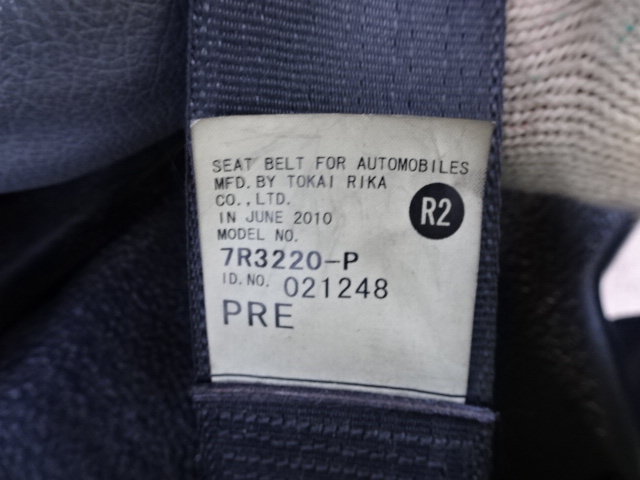 SEAT BELT FOR AUTOMOBILES
MFD. BY TOKAI RIKA
CO., LTD.
IN JUNE 2010
R2
MODEL NO.
7R3220-P
ID. NO. 021248
PRE